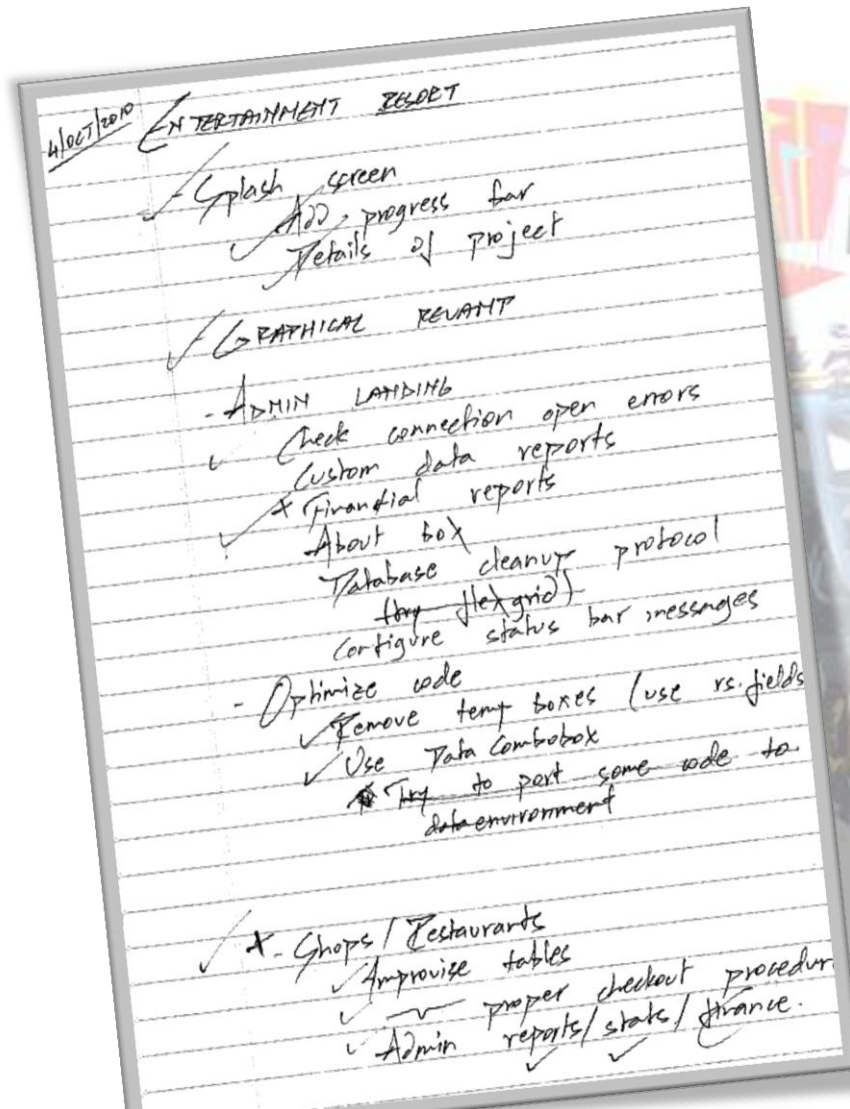 4/OCT/2010 ENTERTAINMENT RESORT
- Splash screen
Add progress bar
Details of project
- GRAPHICAL REVAMP
- ADMIN LANDING
Check connection open errors
Custom data reports
* Financial reports
About box
Database cleanup protocol
(try flexgrid)
Configure status bar messages
- Optimize code
Remove temp boxes (use rs.fields
Use Data Combobox
Try to port some code to
dataenvironment
* - Shops / Restaurants
Improvise tables
proper checkout procedur
Admin reports/stats/finance.